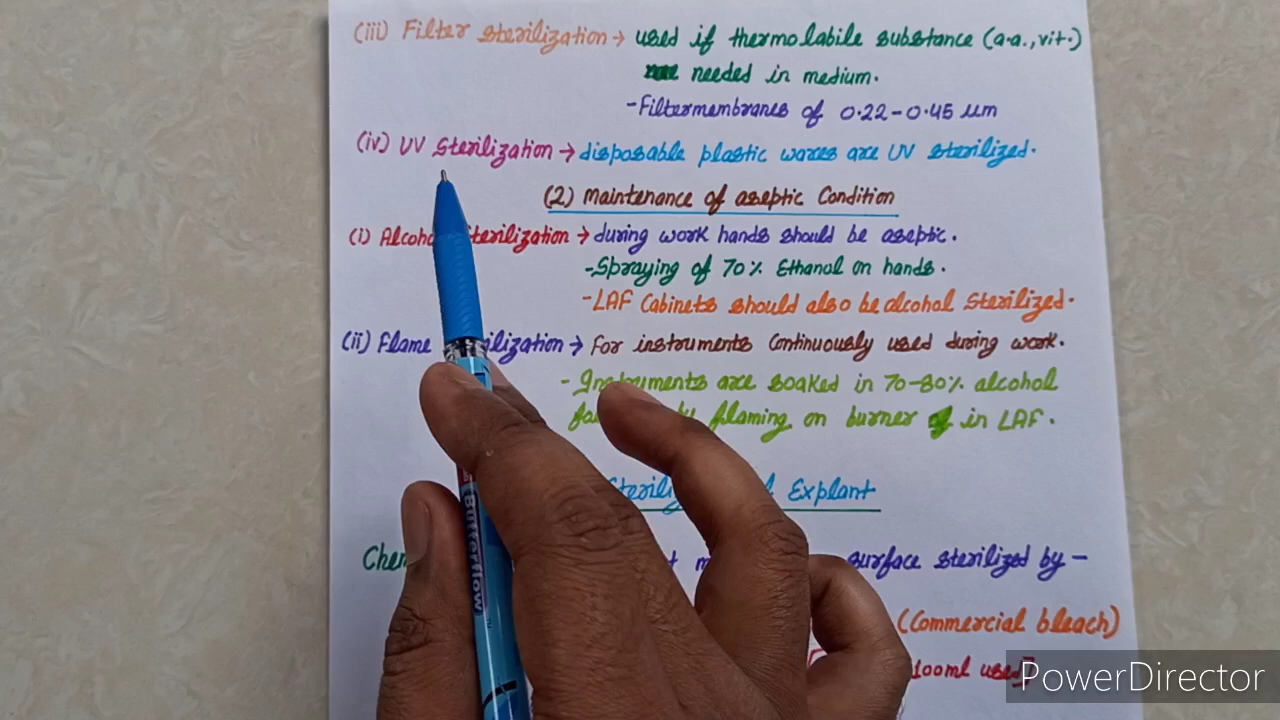 (iii) Filter sterilization → used if thermolabile substance (a.a., vit.)
needed in medium.
- Filtermembranes of 0.22 - 0.45 µm
(iv) UV Sterilization → disposable plastic wares are UV sterilized.
(2) Maintenance of aseptic Condition
(i) → during work hands should be aseptic.
- Spraying of 70% Ethanol on hands.
- LAF Cabinets should also be alcohol Sterilized.
(ii) Flame → For instruments Continuously used during work.
- Instruments are soaked in 70-80% alcohol
flaming on burner in LAF.
Explant
surface sterilized by -
(Commercial bleach)
100ml used]
Butterflow
PowerDirector